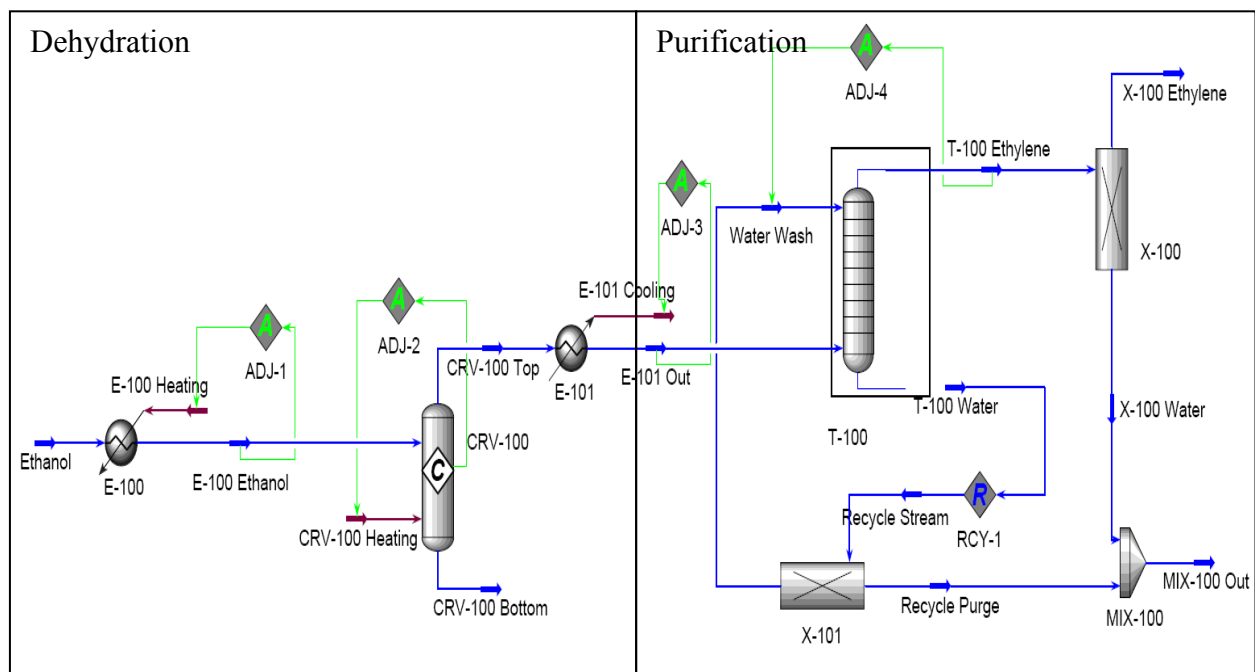 Dehydration
Purification
A
ADJ-4
X-100 Ethylene
T-100 Ethylene
A
ADJ-3
Water Wash
X-100
E-101 Cooling
A
ADJ-2
A
ADJ-1
E-100 Heating
CRV-100 Top
E-101
E-101 Out
T-100 Water
X-100 Water
T-100
Ethanol
E-100
E-100 Ethanol
CRV-100
C
CRV-100 Heating
R
Recycle Stream
RCY-1
CRV-100 Bottom
X-101
Recycle Purge
MIX-100
MIX-100 Out